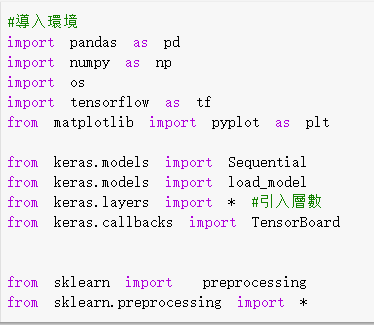 #導入環境
import pandas as pd
import numpy as np
import os
import tensorflow as tf
from matplotlib import pyplot as plt
from keras.models import Sequential
from keras.models import load_model
from keras.layers import * #引入層數
from keras.callbacks import TensorBoard
from sklearn import preprocessing
from sklearn.preprocessing import *